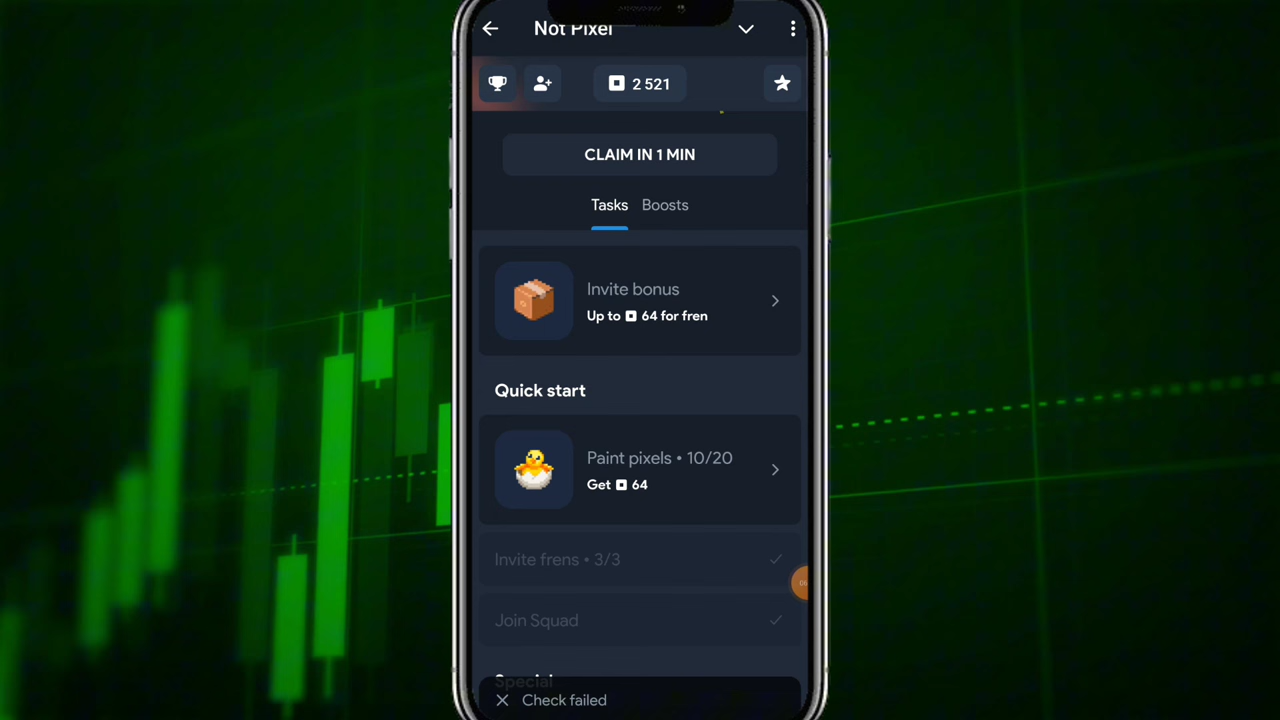 Not Pixel
2 521
CLAIM IN 1 MIN
Tasks Boosts
Invite bonus
Up to 64 for fren
Quick start
Paint pixels • 10/20
Get 64
Invite frens • 3/3
Join Squad
Special
Check failed